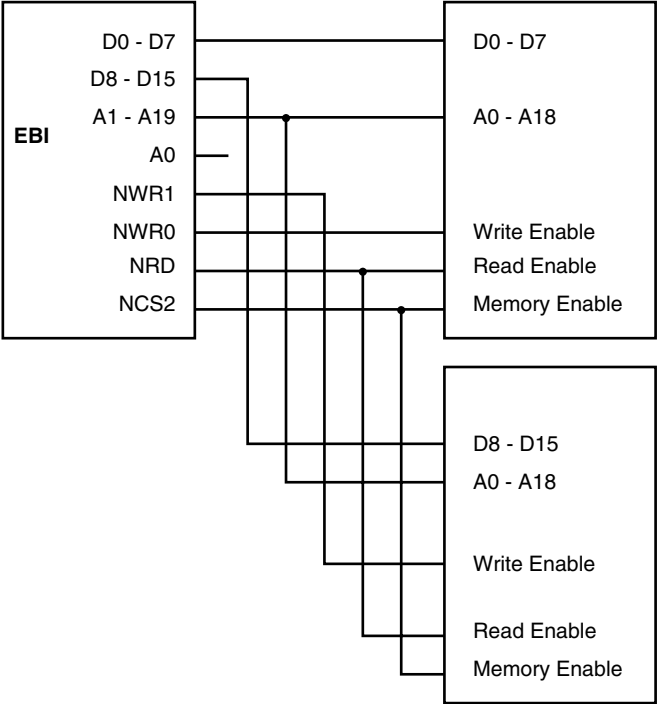 D0 - D7
D8 - D15
A1 - A19
EBI
A0
NWR1
NWR0
NRD
NCS2
D0 - D7
A0 - A18
Write Enable
Read Enable
Memory Enable
D8 - D15
A0 - A18
Write Enable
Read Enable
Memory Enable